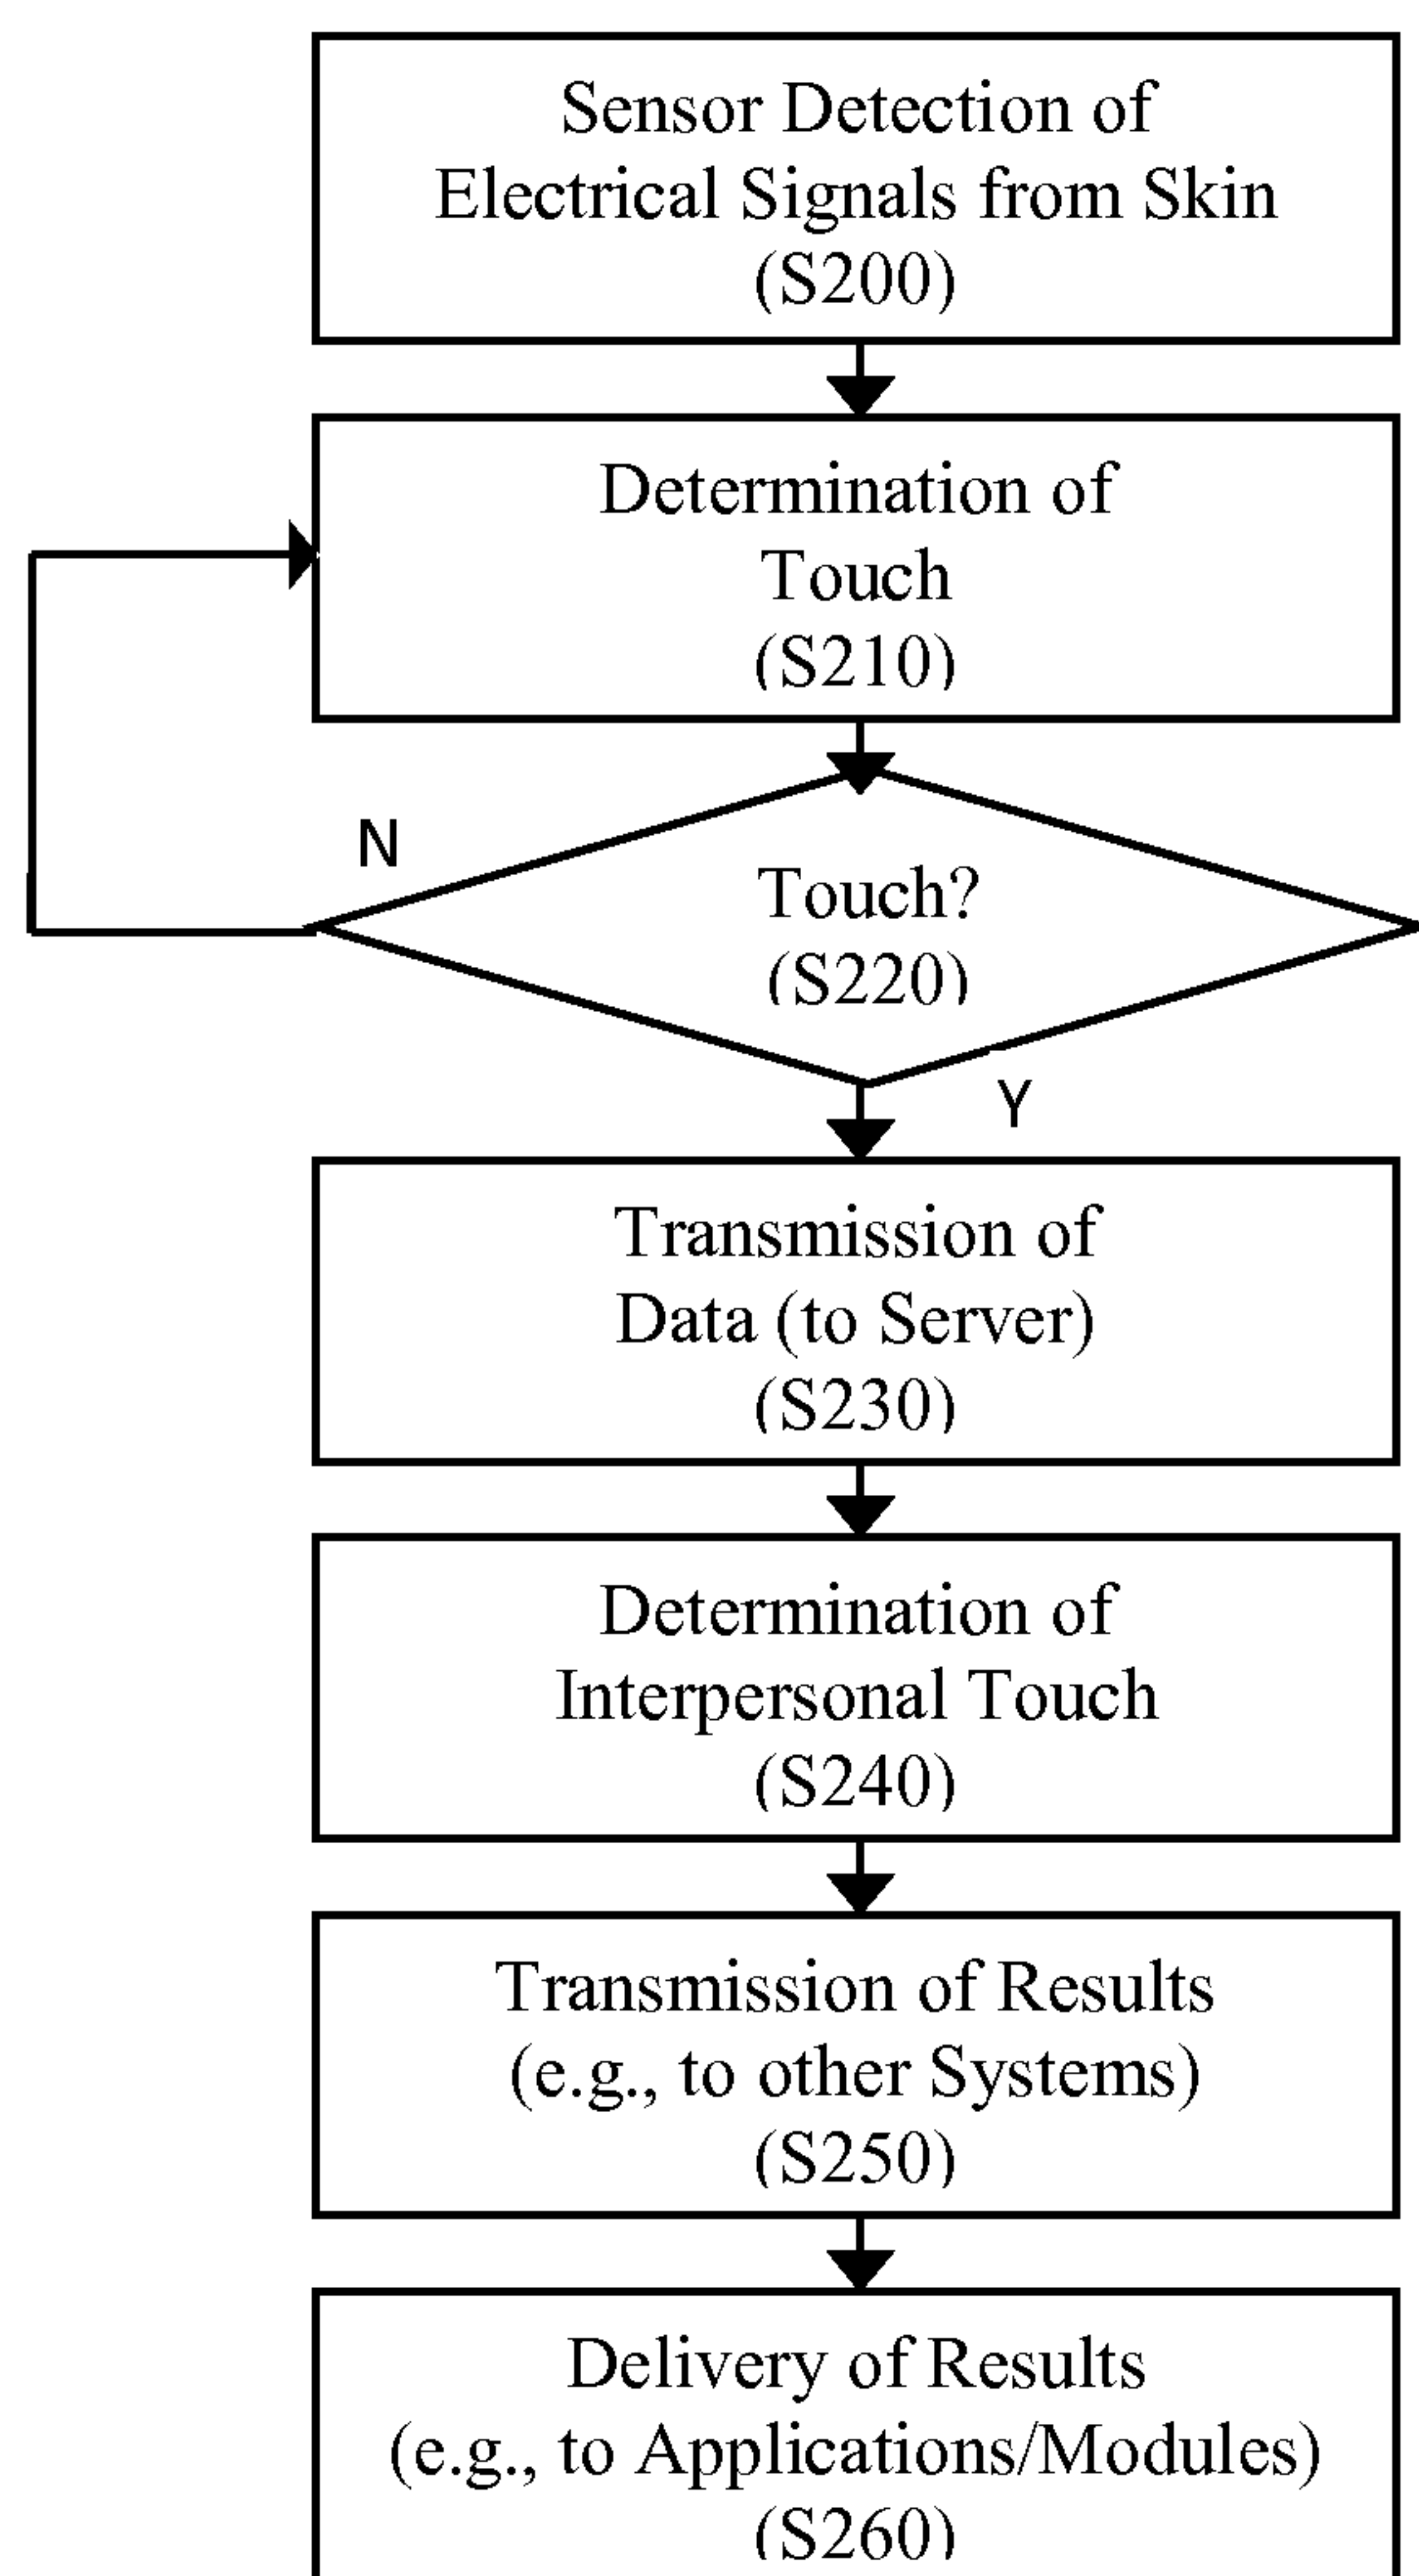 Sensor Detection of
Electrical Signals from Skin
(S200)
Determination of
Touch
(S210)
N
Touch?
(S220)
Y
Transmission of
Data (to Server)
(S230)
Determination of
Interpersonal Touch
(S240)
Transmission of Results
(e.g., to other Systems)
(S250)
Delivery of Results
(e.g., to Applications/Modules)
(S260)